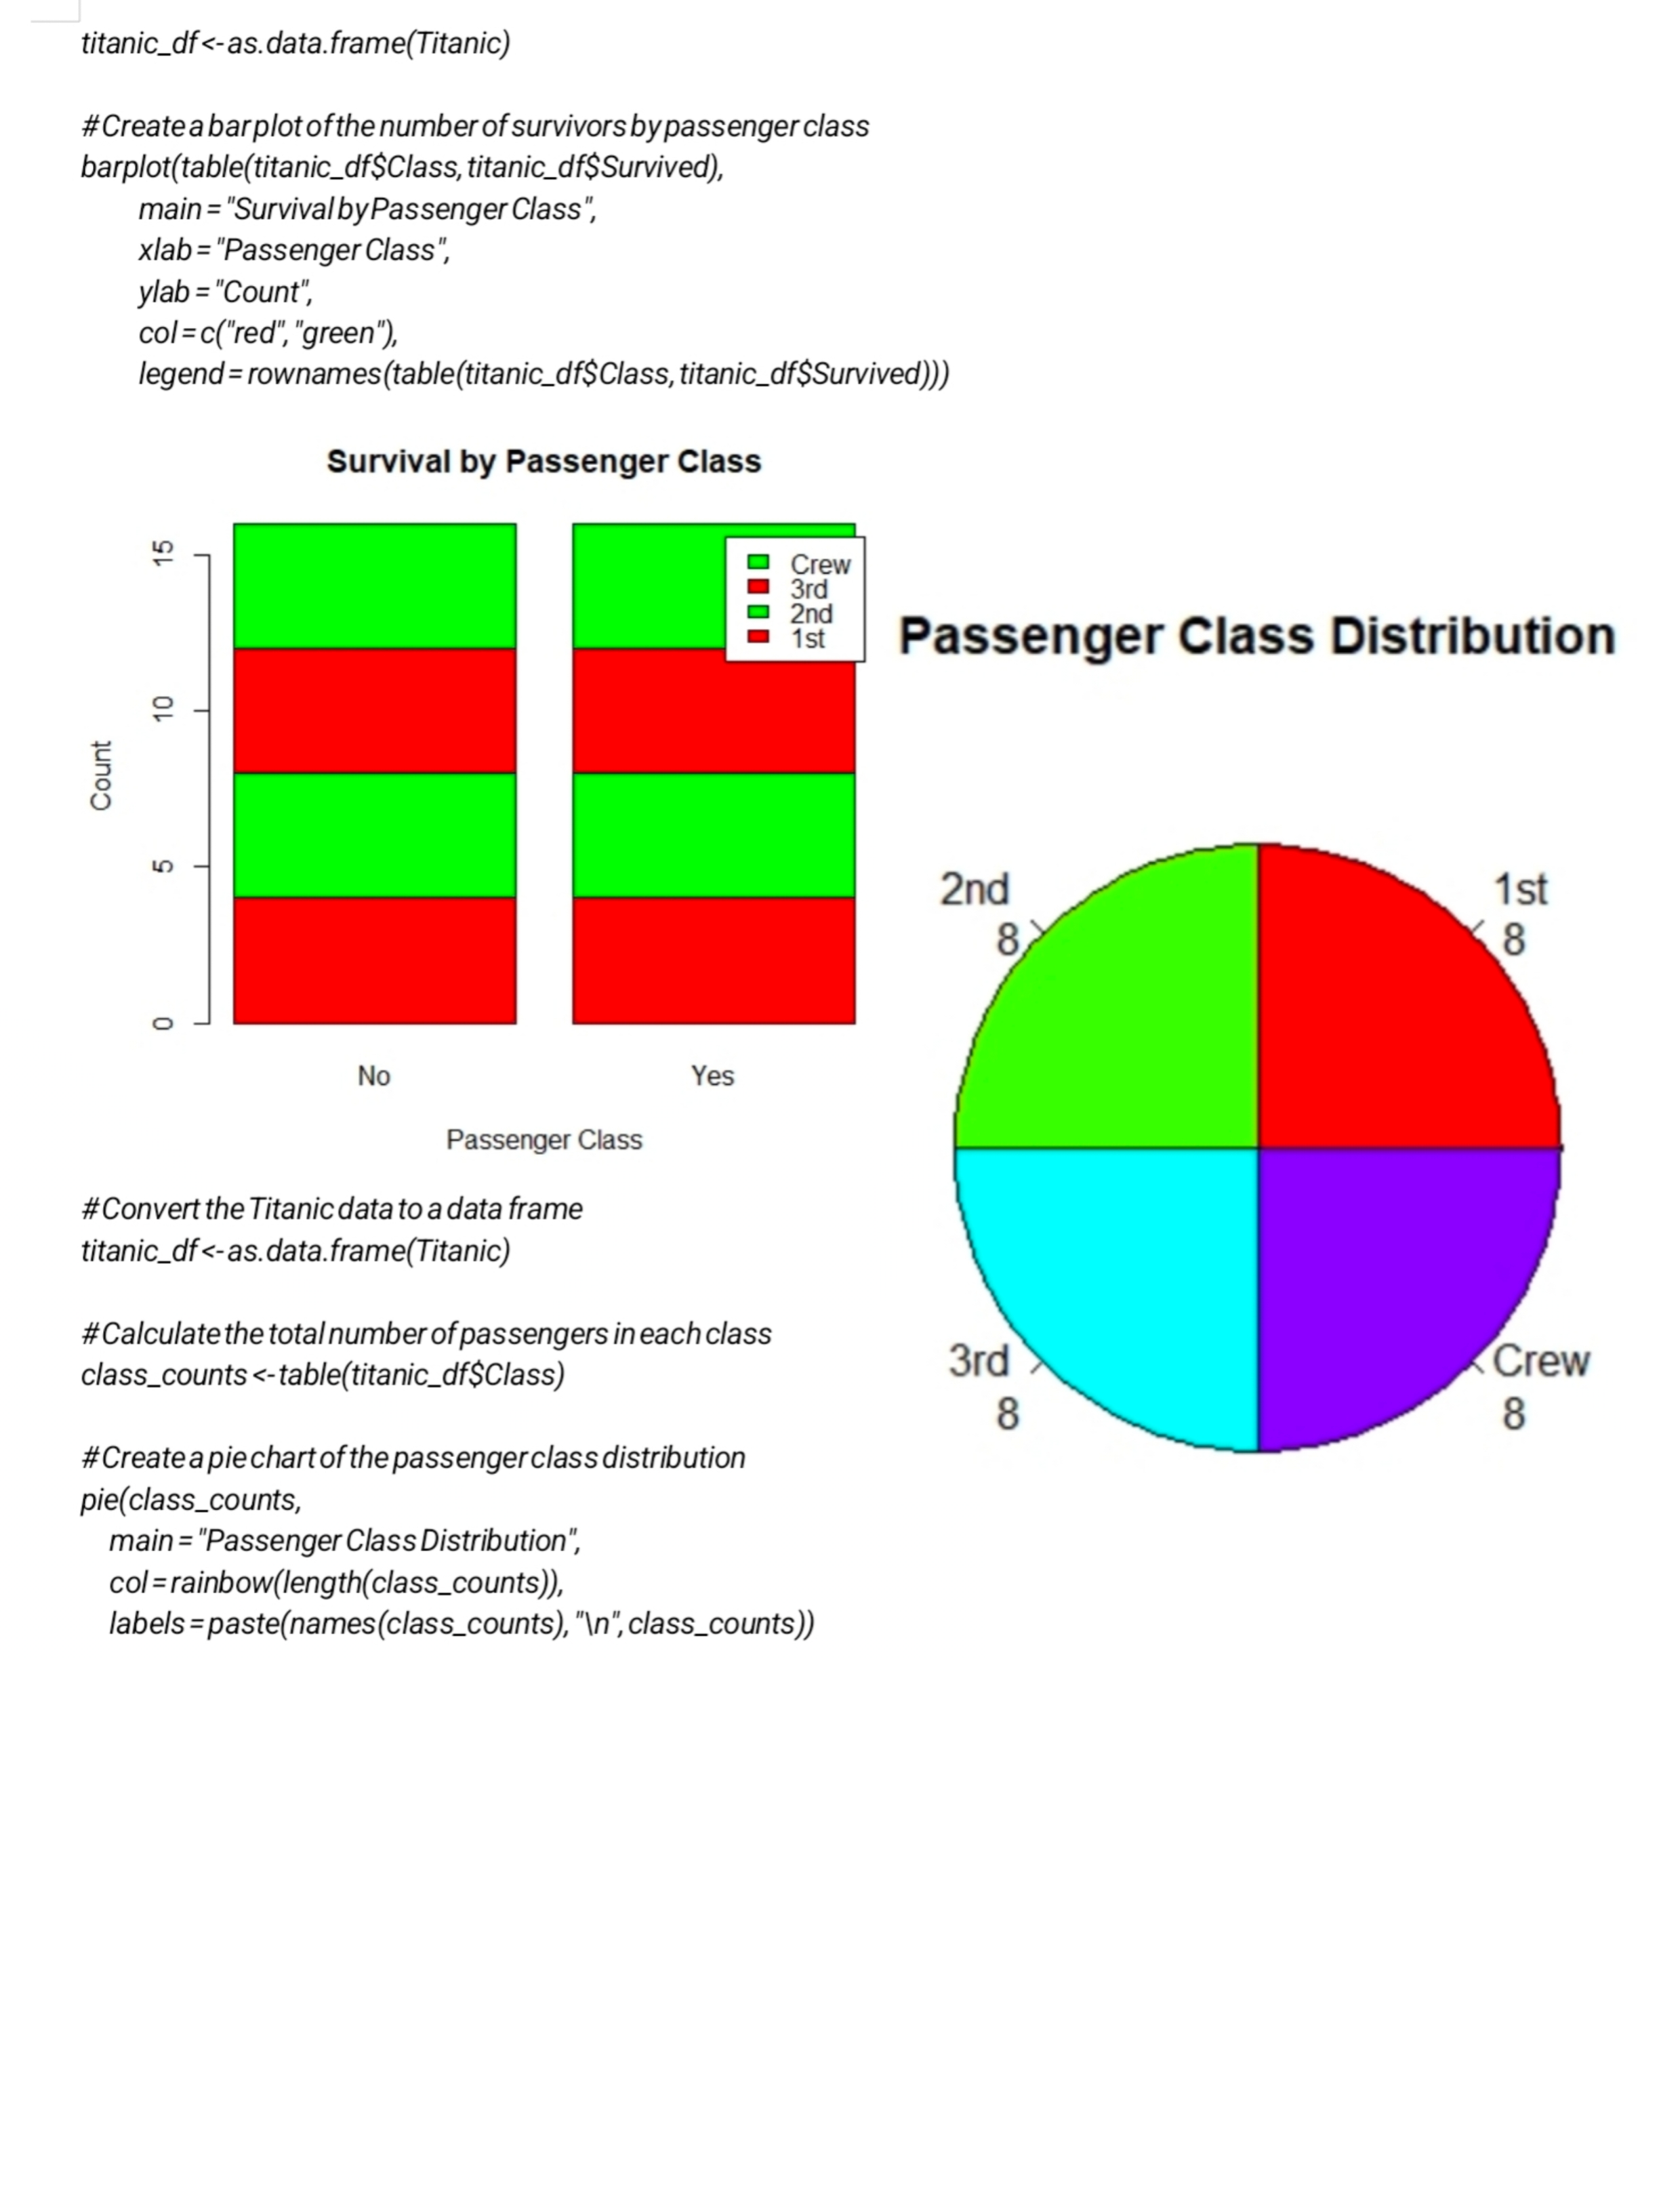 titanic_df <- as.data.frame(Titanic)
# Create a bar plot of the number of survivors by passenger class
barplot(table(titanic_df$Class, titanic_df$Survived),
main = "Survival by Passenger Class",
xlab = "Passenger Class",
ylab = "Count",
col = c("red", "green"),
legend = rownames(table(titanic_df$Class, titanic_df$Survived)))
Survival by Passenger Class
15
10
5
0
Count
Crew
3rd
2nd
1st
No
Yes
Passenger Class
Passenger Class Distribution
2nd
8
1st
8
3rd
8
Crew
8
# Convert the Titanic data to a data frame
titanic_df <- as.data.frame(Titanic)
# Calculate the total number of passengers in each class
class_counts <- table(titanic_df$Class)
# Create a pie chart of the passenger class distribution
pie(class_counts,
main = "Passenger Class Distribution",
col = rainbow(length(class_counts)),
labels = paste(names(class_counts), "\n", class_counts))